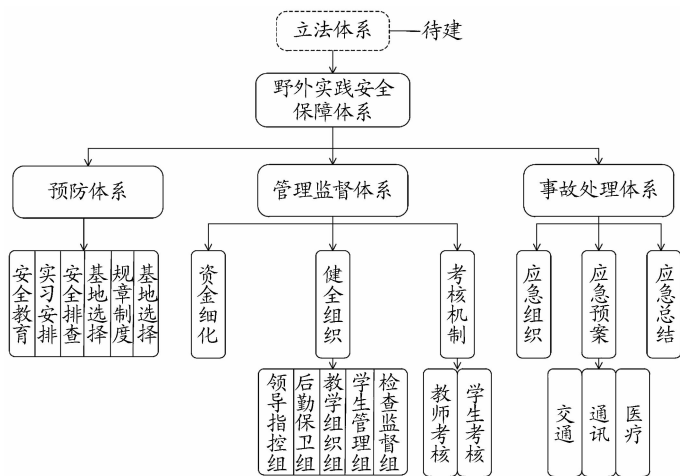 立法体系
待建
野外实践安全
保障体系
预防体系
管理监督体系
事故处理体系
安全教育
实习安排
安全排查
基地选择
规章制度
基地选择
资金细化
健全组织
考核机制
应急组织
应急预案
应急总结
领导指控组
后勤保卫组
教学组织组
学生管理组
检查监督组
教师考核
学生考核
交通
通讯
医疗